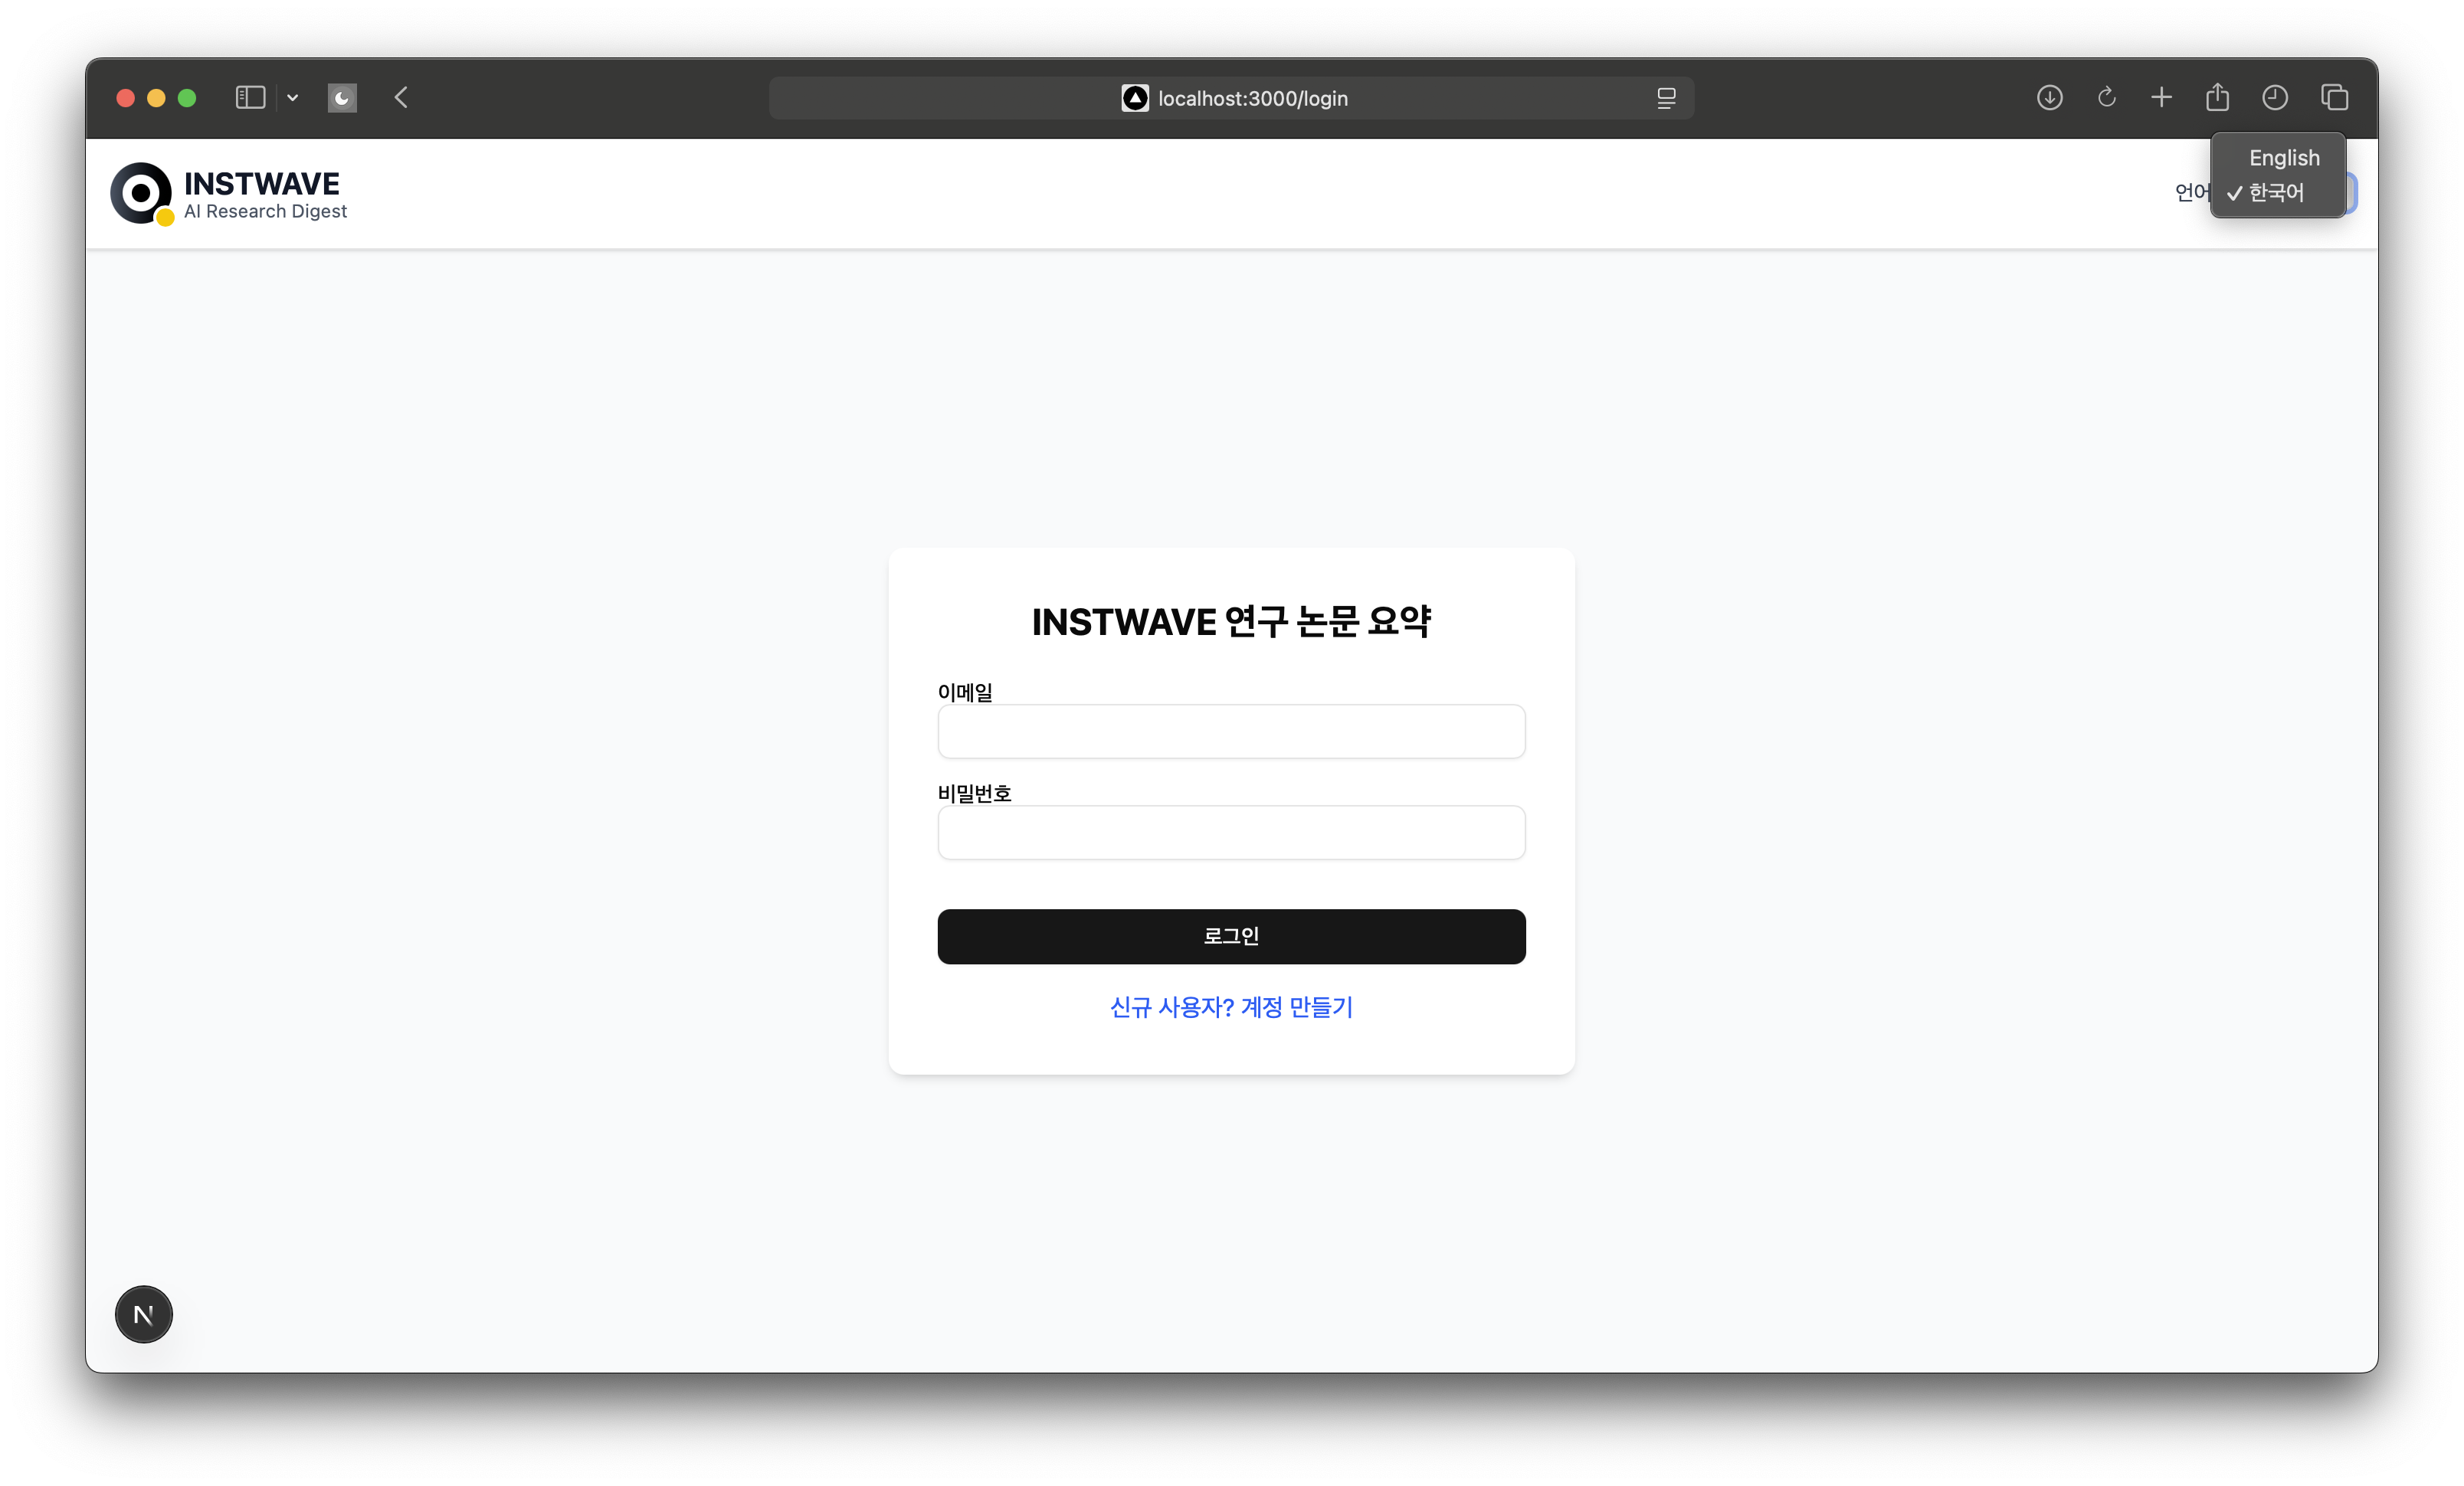 localhost:3000/login
INSTWAVE
AI Research Digest
언어
English
✓ 한국어
INSTWAVE 연구 논문 요약
이메일
비밀번호
로그인
신규 사용자? 계정 만들기
N